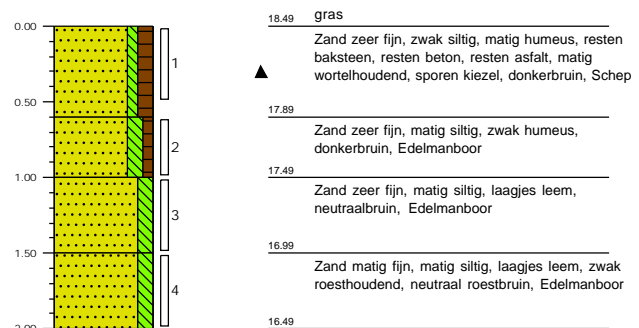 18.49 gras
0.00
Zand zeer fijn, zwak siltig, matig humeus, resten
baksteen, resten beton, resten asfalt, matig
wortelhoudend, sporen kiezel, donkerbruin, Schep
1
0.50
17.89
Zand zeer fijn, matig siltig, zwak humeus,
donkerbruin, Edelmanboor
2
17.49
1.00
Zand zeer fijn, matig siltig, laagjes leem,
neutraalbruin, Edelmanboor
3
16.99
1.50
Zand matig fijn, matig siltig, laagjes leem, zwak
roesthoudend, neutraal roestbruin, Edelmanboor
4
16.49
2.00